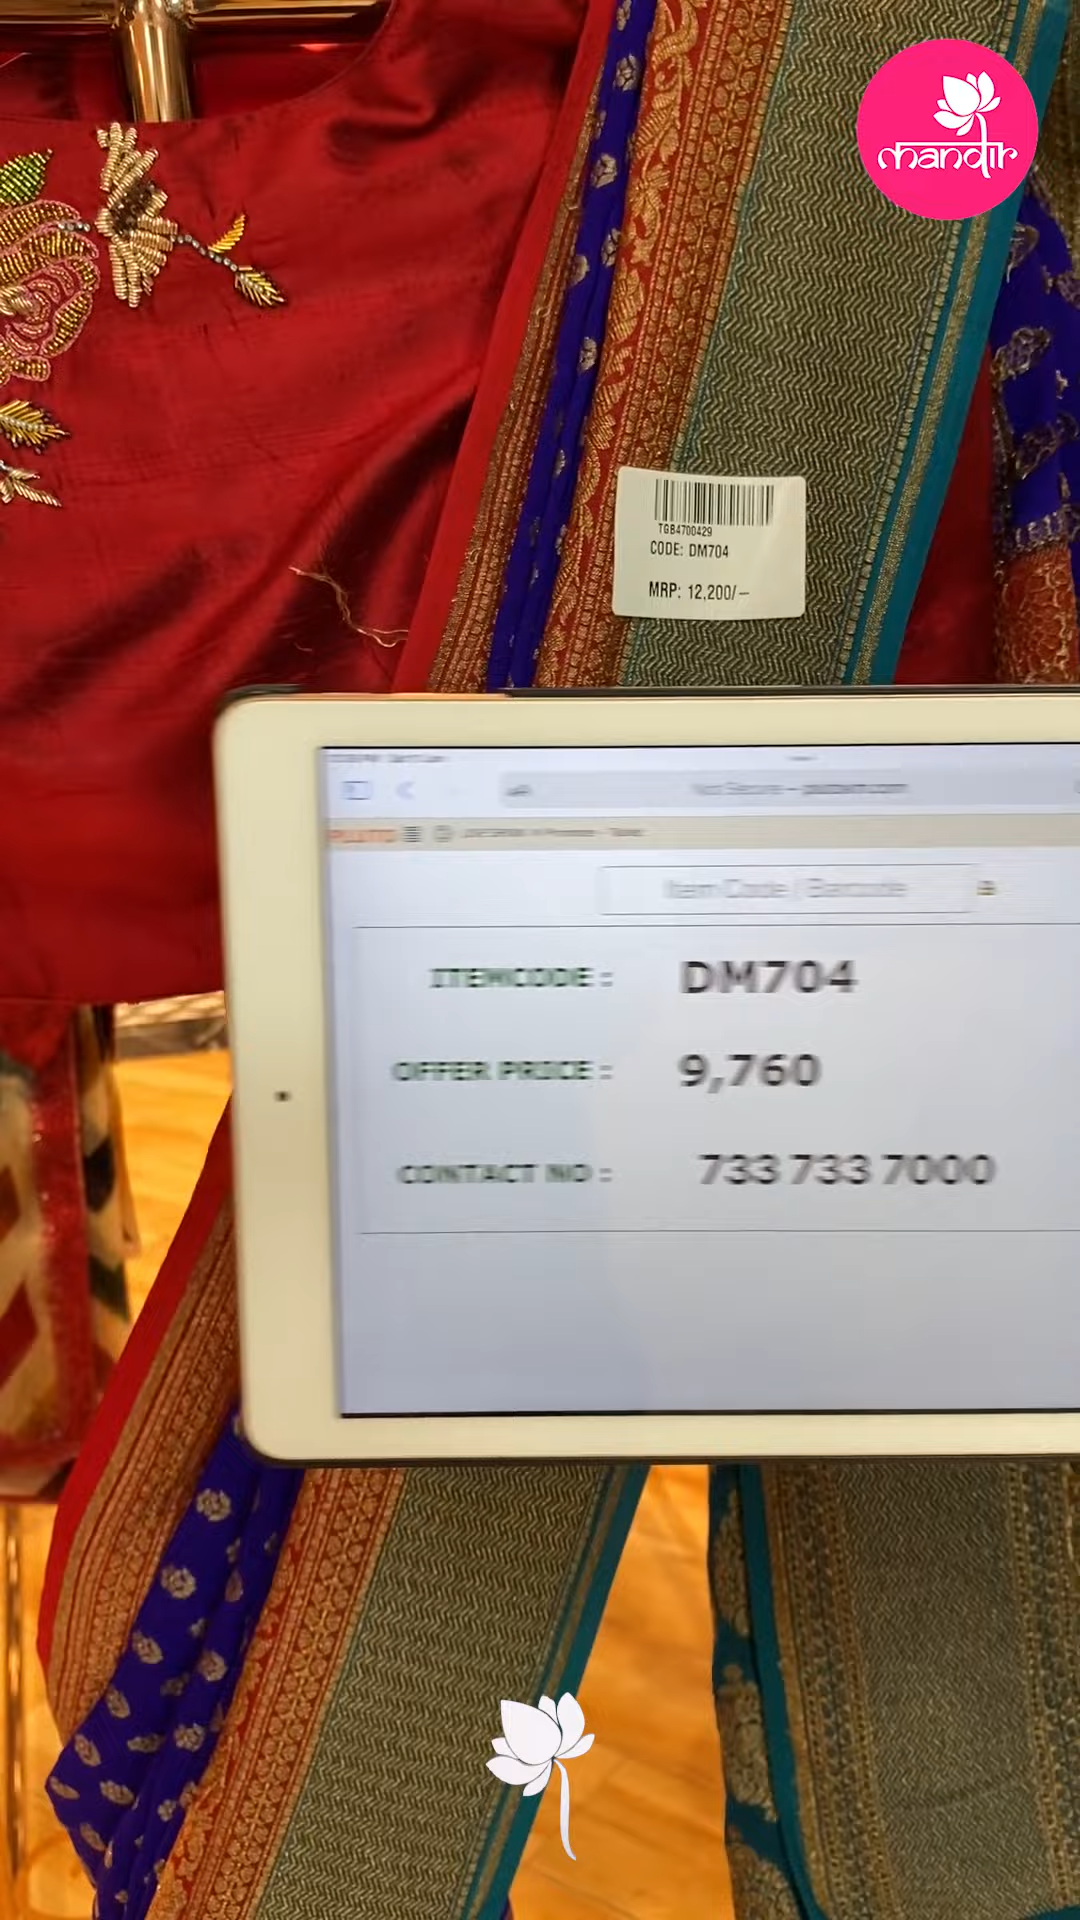 mandir
TGB4700429
CODE: DM704
MRP: 12,200/-
Item Code / Barcode
ITEMCODE : DM704
OFFER PRICE : 9,760
CONTACT NO : 733 733 7000